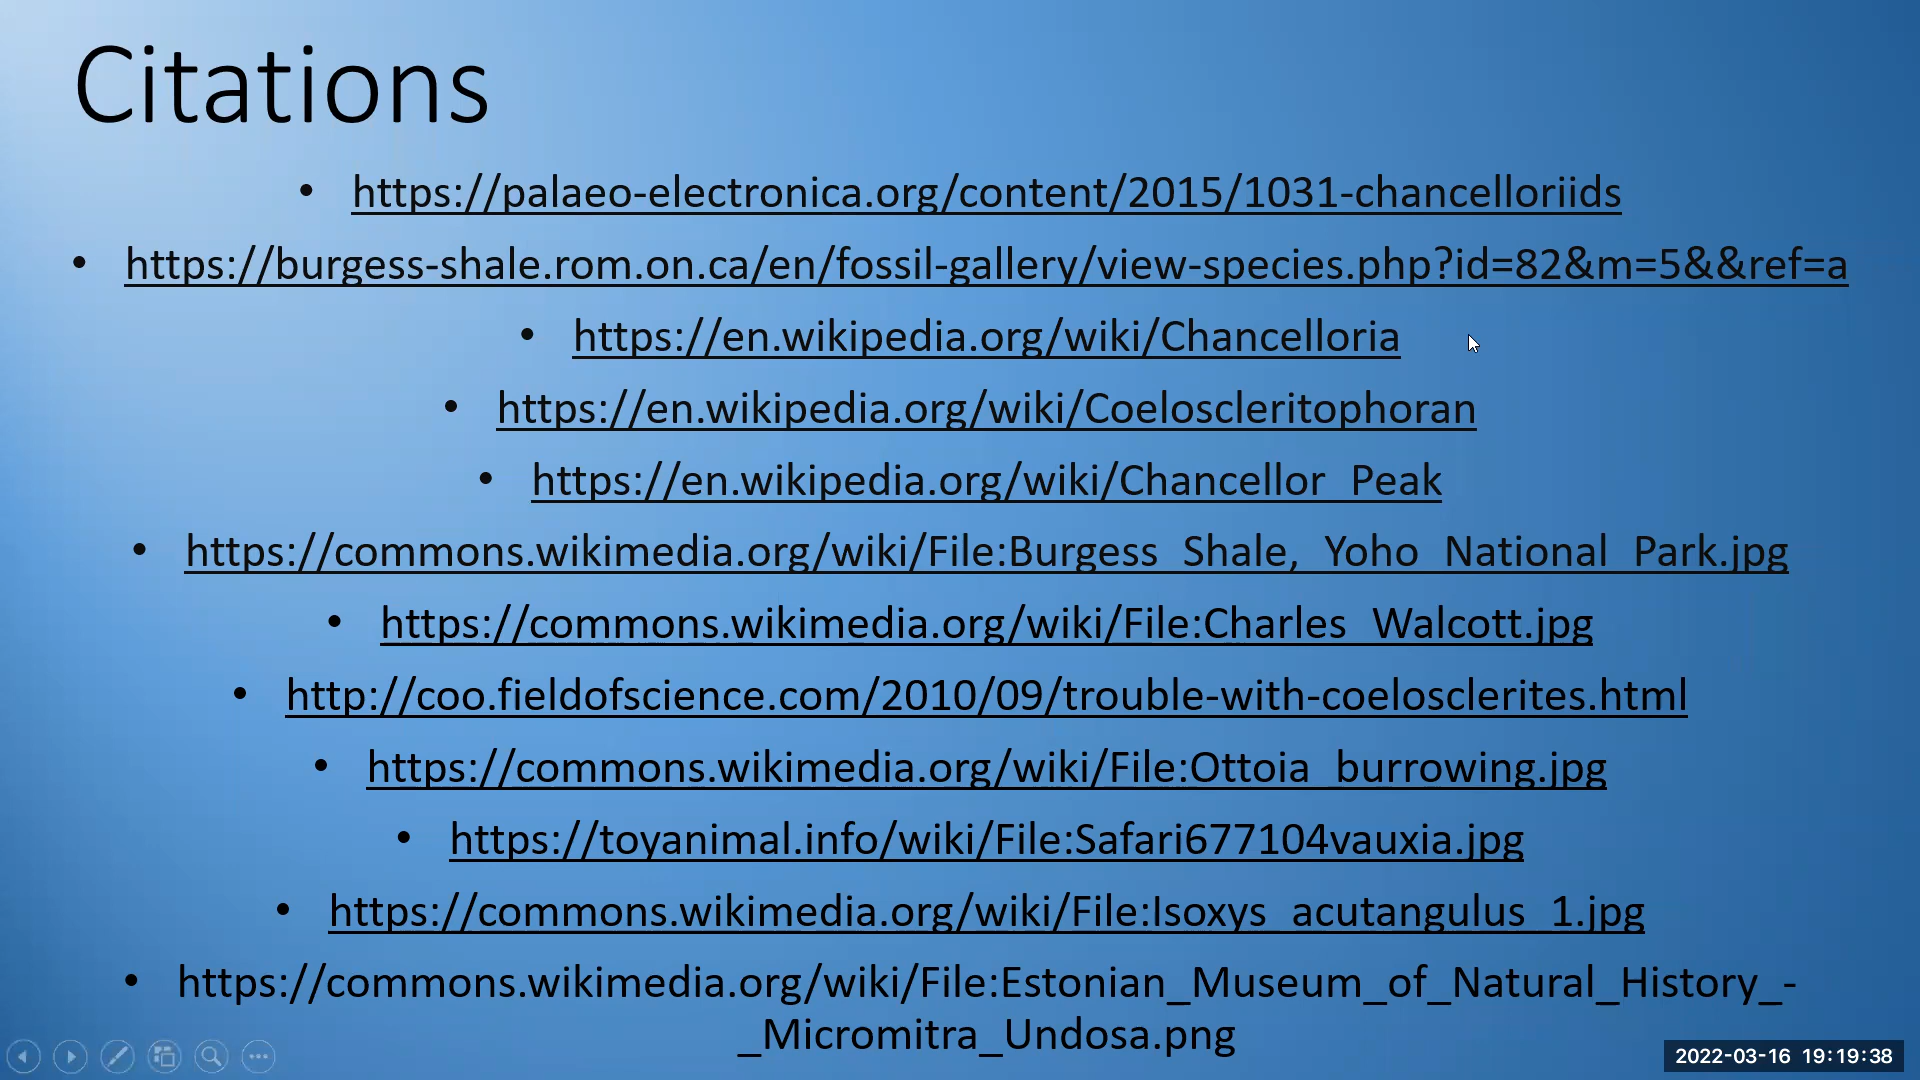 Citations
• https://palaeo-electronica.org/content/2015/1031-chancelloriids
• https://burgess-shale.rom.on.ca/en/fossil-gallery/view-species.php?id=82&m=5&&ref=a
• https://en.wikipedia.org/wiki/Chancelloria
• https://en.wikipedia.org/wiki/Coeloscleritophoran
• https://en.wikipedia.org/wiki/Chancellor_Peak
• https://commons.wikimedia.org/wiki/File:Burgess_Shale,_Yoho_National_Park.jpg
• https://commons.wikimedia.org/wiki/File:Charles_Walcott.jpg
• http://coo.fieldofscience.com/2010/09/trouble-with-coelosclerites.html
• https://commons.wikimedia.org/wiki/File:Ottoia_burrowing.jpg
• https://toyanimal.info/wiki/File:Safari677104vauxia.jpg
• https://commons.wikimedia.org/wiki/File:Isoxys_acutangulus_1.jpg
• https://commons.wikimedia.org/wiki/File:Estonian_Museum_of_Natural_History_-
_Micromitra_Undosa.png
2022-03-16 19:19:38